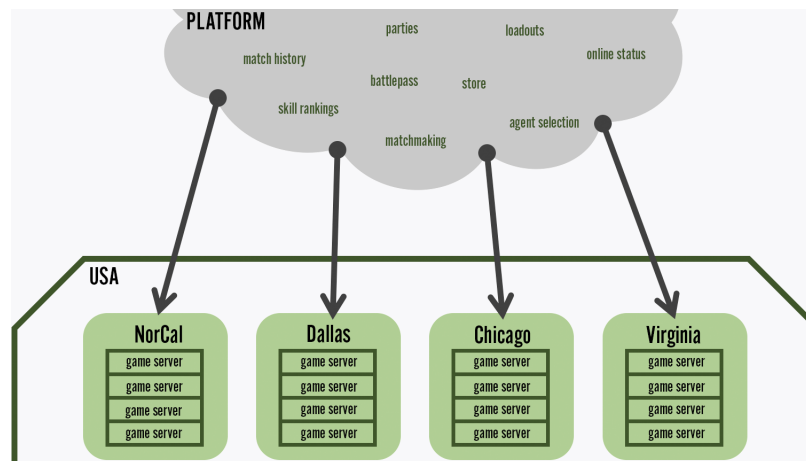 PLATFORM
parties
loadouts
match history
online status
battlepass
store
skill rankings
agent selection
matchmaking
USA
NorCal
game server
game server
game server
game server
Dallas
game server
game server
game server
game server
Chicago
game server
game server
game server
game server
Virginia
game server
game server
game server
game server